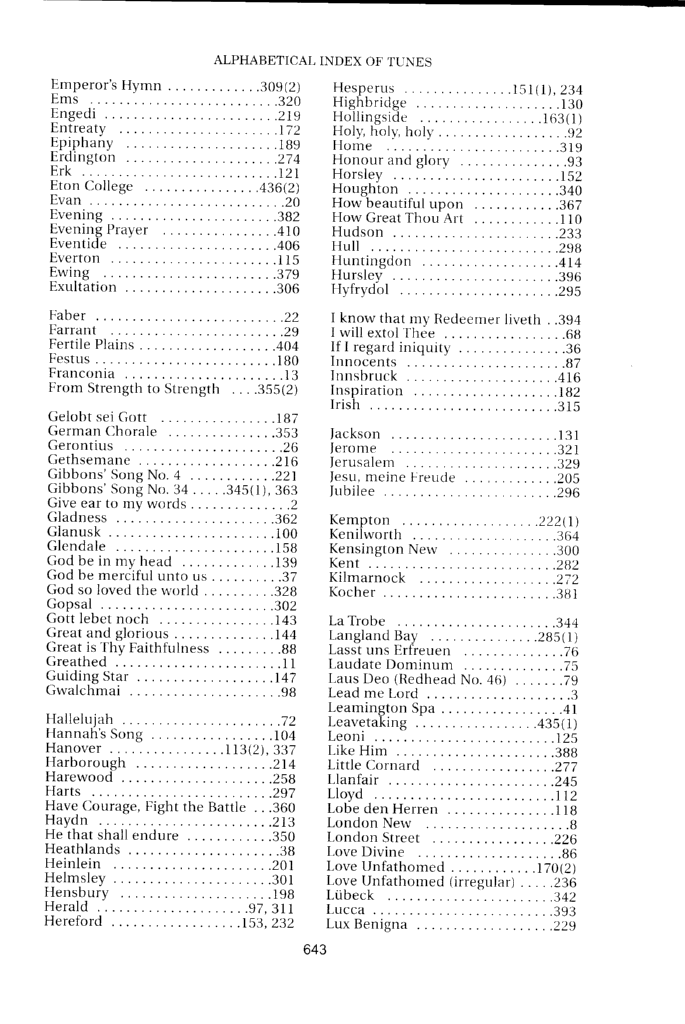 ALPHABETICAL INDEX OF TUNES
Emperor's Hymn .............309(2)
Ems ..........................320
Engedi ........................219
Entreaty ......................172
Epiphany .....................189
Erdington .....................274
Erk ...........................121
Eton College ................436(2)
Evan ...........................20
Evening .......................382
Evening Prayer ................410
Eventide ......................406
Everton .......................115
Ewing ........................379
Exultation .....................306
Faber ..........................22
Farrant ........................29
Fertile Plains ...................404
Festus .........................180
Franconia ......................13
From Strength to Strength ....355(2)
Gelobt sei Gott ................187
German Chorale ...............353
Gerontius ......................26
Gethsemane ...................216
Gibbons' Song No. 4 ............221
Gibbons' Song No. 34 .....345(1), 363
Give ear to my words ..............2
Gladness ......................362
Glanusk .......................100
Glendale ......................158
God be in my head .............139
God be merciful unto us ..........37
God so loved the world ..........328
Gopsal ........................302
Gott lebet noch ................143
Great and glorious ..............144
Great is Thy Faithfulness .........88
Greathed .......................11
Guiding Star ...................147
Gwalchmai .....................98
Hallelujah ......................72
Hannah's Song .................104
Hanover ................113(2), 337
Harborough ...................214
Harewood .....................258
Harts .........................297
Have Courage, Fight the Battle ...360
Haydn ........................213
He that shall endure ............350
Heathlands .....................38
Heinlein .......................201
Helmsley ......................301
Hensbury .....................198
Herald .....................97, 311
Hereford ..................153, 232
Hesperus ...............151(1), 234
Highbridge ....................130
Hollingside .................163(1)
Holy, holy, holy ..................92
Home ........................319
Honour and glory ...............93
Horsley .......................152
Houghton .....................340
How beautiful upon ............367
How Great Thou Art ............110
Hudson .......................233
Hull ..........................298
Huntingdon ...................414
Hursley .......................396
Hyfrydol ......................295
I know that my Redeemer liveth ..394
I will extol Thee .................68
If I regard iniquity ...............36
Innocents ......................87
Innsbruck .....................416
Inspiration ....................182
Irish ..........................315
Jackson .......................131
Jerome .......................321
Jerusalem .....................329
Jesu, meine Freude .............205
Jubilee ........................296
Kempton ...................222(1)
Kenilworth ....................364
Kensington New ...............300
Kent ..........................282
Kilmarnock ...................272
Kocher ........................381
La Trobe ......................344
Langland Bay ...............285(1)
Lasst uns Erfreuen ..............76
Laudate Dominum ..............75
Laus Deo (Redhead No. 46) .......79
Lead me Lord ....................3
Leamington Spa .................41
Leavetaking .................435(1)
Leoni .........................125
Like Him ......................388
Little Cornard .................277
Llanfair .......................245
Lloyd .........................112
Lobe den Herren ...............118
London New ....................8
London Street .................226
Love Divine ....................86
Love Unfathomed ............170(2)
Love Unfathomed (irregular) .....236
Lübeck .......................342
Lucca .........................393
Lux Benigna ...................229
643